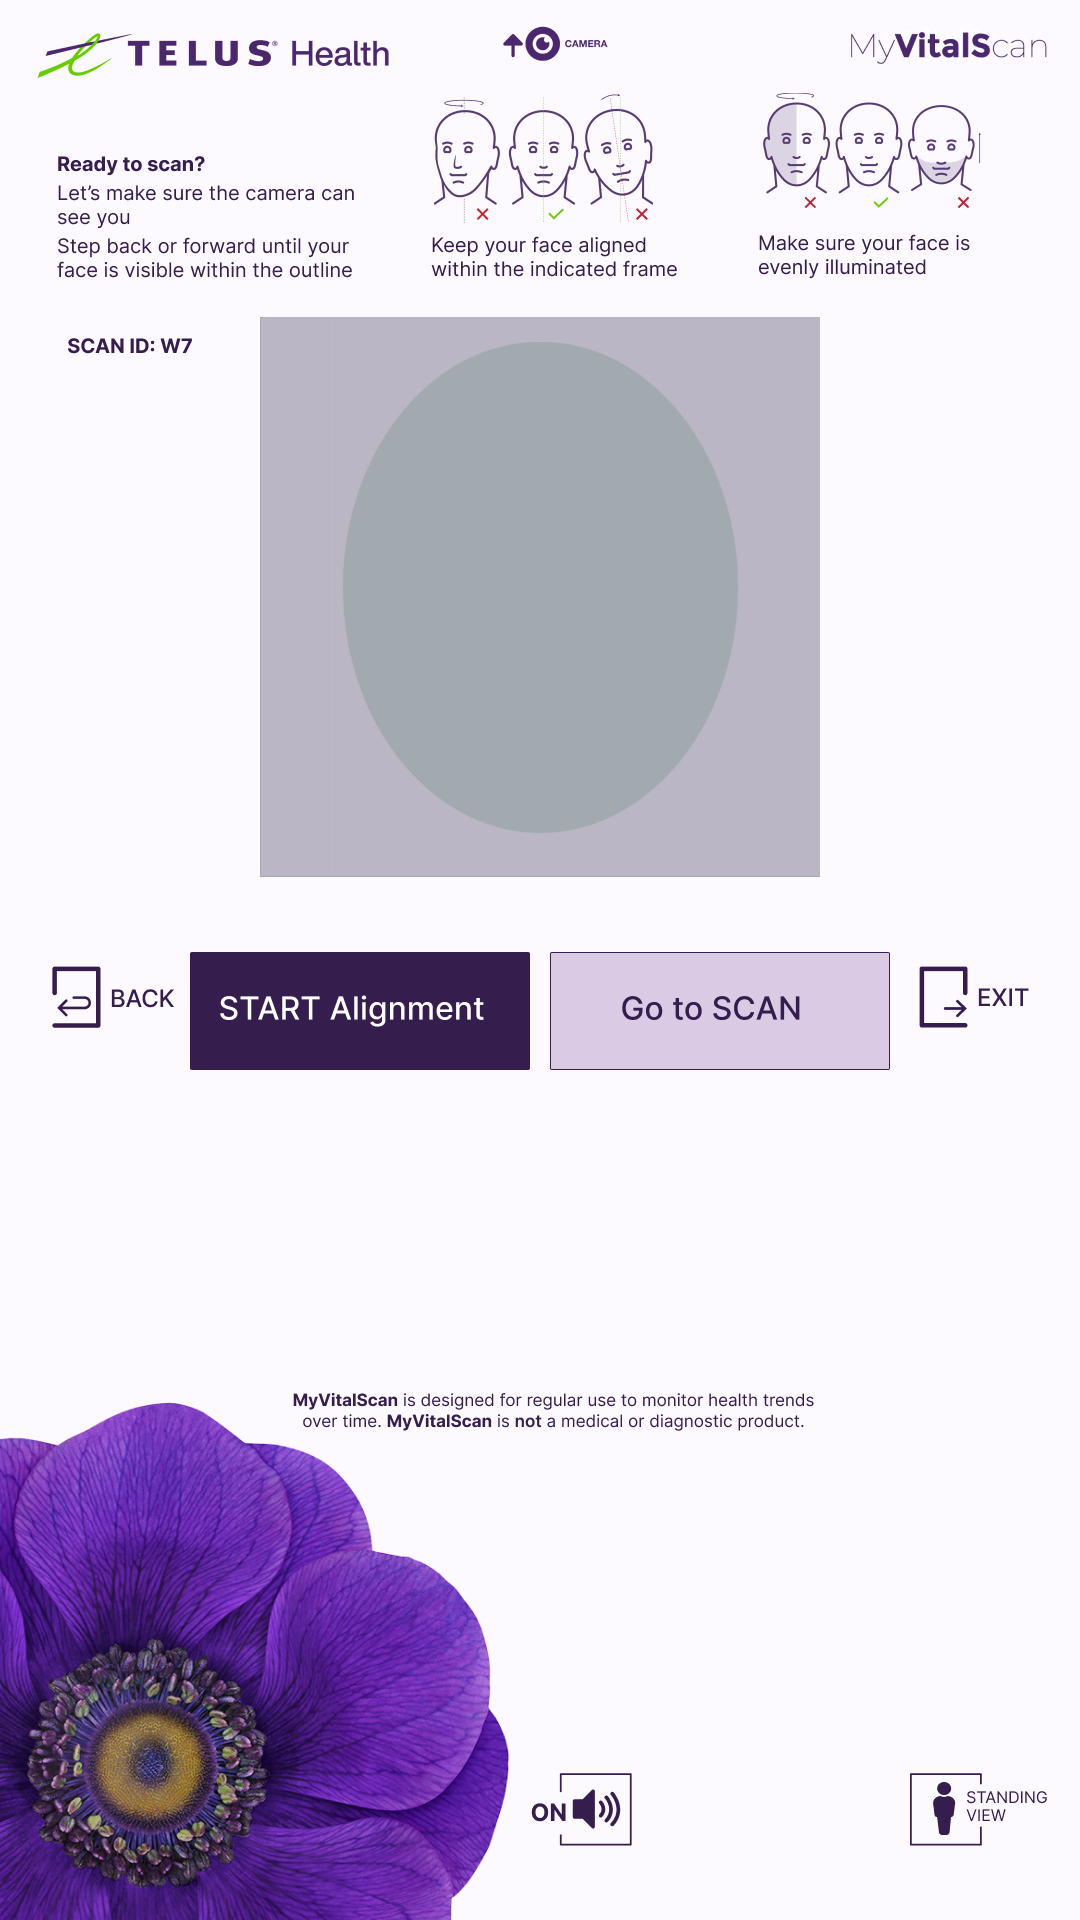 TELUS® Health
CAMERA
MyVitalScan
Ready to scan?
Let’s make sure the camera can
see you
Step back or forward until your
face is visible within the outline
Keep your face aligned
within the indicated frame
Make sure your face is
evenly illuminated
SCAN ID: W7
BACK
START Alignment
Go to SCAN
EXIT
MyVitalScan is designed for regular use to monitor health trends
over time. MyVitalScan is not a medical or diagnostic product.
ON
STANDING
VIEW